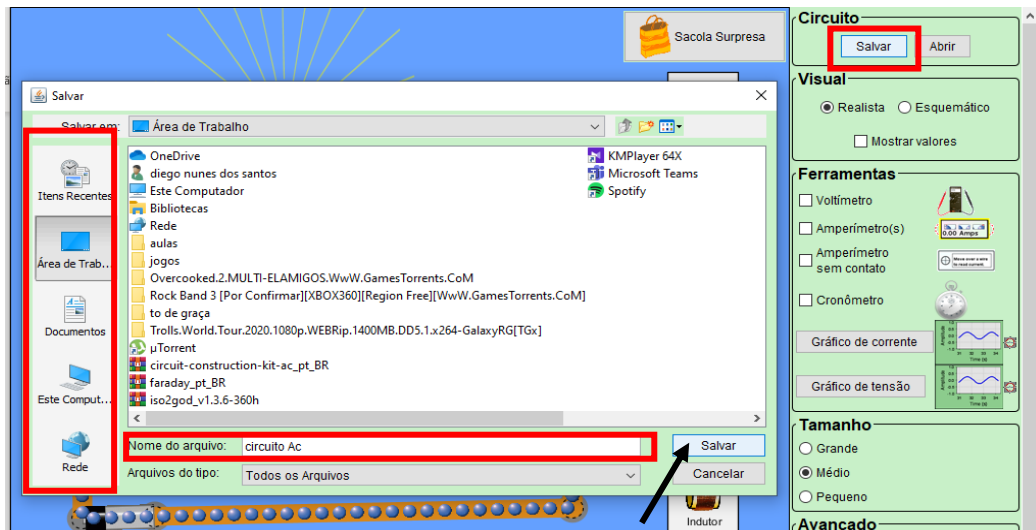 Sacola Surpresa
Circuito
Salvar
Abrir
Visual
Realista
Esquemático
Mostrar valores
Ferramentas
Voltímetro
Amperímetro(s)
0.00 Amps
Amperímetro
sem contato
Cronômetro
Gráfico de corrente
Gráfico de tensão
Tamanho
Grande
Médio
Pequeno
Avançado
Salvar
Salvar em:
Área de Trabalho
Itens Recentes
Área de Trab...
Documentos
Este Comput...
Rede
OneDrive
diego nunes dos santos
Este Computador
Bibliotecas
Rede
aulas
jogos
Overcooked.2.MULTI-ELAMIGOS.WwW.GamesTorrents.CoM
Rock Band 3 [Por Confirmar][XBOX360][Region Free][WwW.GamesTorrents.CoM]
to de graça
Trolls.World.Tour.2020.1080p.WEBRip.1400MB.DD5.1.x264-GalaxyRG[TGx]
µTorrent
circuit-construction-kit-ac_pt_BR
faraday_pt_BR
iso2god_v1.3.6-360h
KMPlayer 64X
Microsoft Teams
Spotify
Nome do arquivo:
circuito Ac
Salvar
Arquivos do tipo:
Todos os Arquivos
Cancelar
Indutor